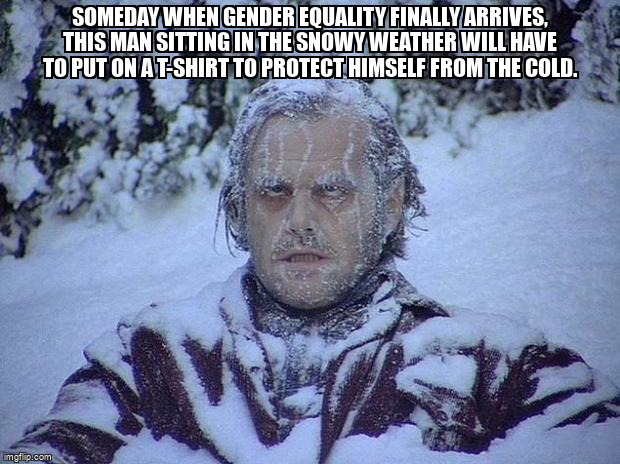 SOMEDAY WHEN GENDER EQUALITY FINALLY ARRIVES,
THIS MAN SITTING IN THE SNOWY WEATHER WILL HAVE
TO PUT ON A T-SHIRT TO PROTECT HIMSELF FROM THE COLD.
imgflip.com